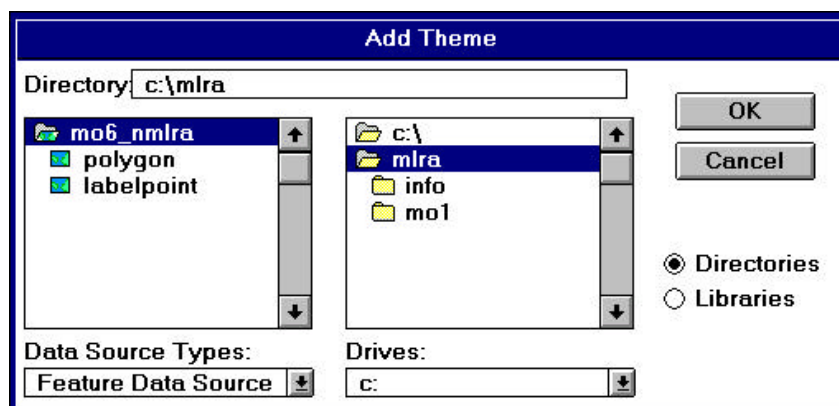 Add Theme
Directory: c:\mlra
mo6_nmlra
polygon
labelpoint
c:\
mlra
info
mo1
OK
Cancel
Directories
Libraries
Data Source Types:
Feature Data Source
Drives:
c: